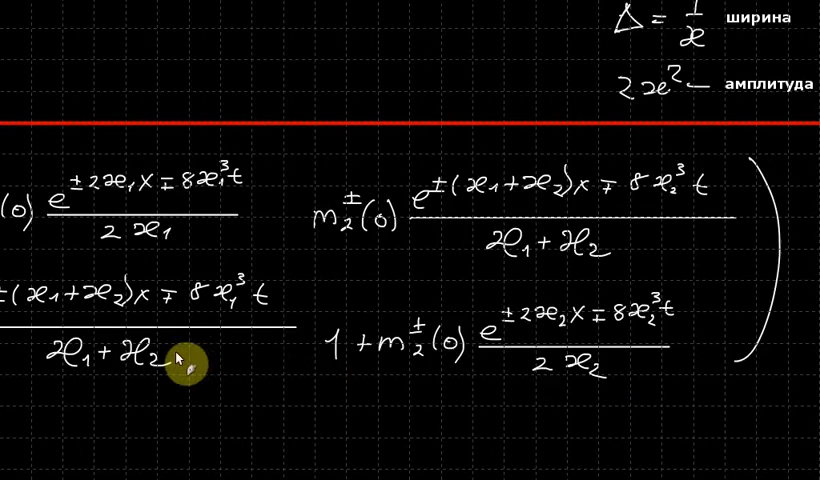 Δ = 1/ϰ ширина
2ϰ² — амплитуда
(0) e^(±2ϰ₁x ∓ 8ϰ₁³t) / 2ϰ₁ m₂^±(0) e^(±(ϰ₁+ϰ₂)x ∓ 8ϰ₂³t) / ϰ₁+ϰ₂
±(ϰ₁+ϰ₂)x ∓ 8ϰ₁³t / ϰ₁+ϰ₂ 1 + m₂^±(0) e^(±2ϰ₂x ∓ 8ϰ₂³t) / 2ϰ₂ )